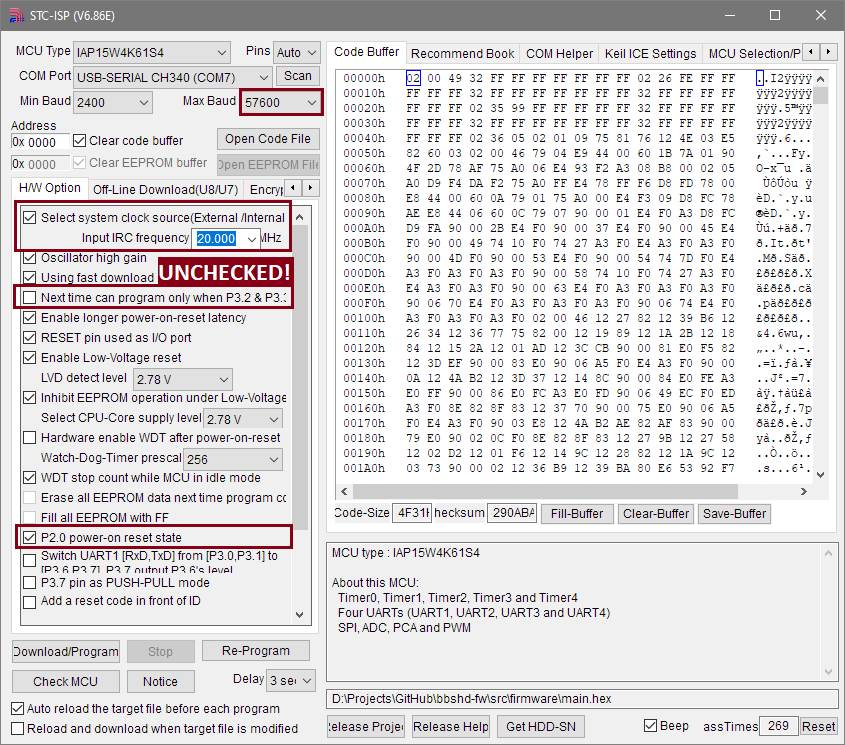 STC-ISP (V6.86E)
MCU Type IAP15W4K61S4 Pins Auto
COM Port USB-SERIAL CH340 (COM7) Scan
Min Baud 2400 Max Baud 57600
Address
0x 0000 Clear code buffer Open Code File
0x 0000 Clear EEPROM buffer Open EEPROM File
H/W Option Off-Line Download(U8/U7) Encryp
Select system clock source(External /Internal
Input IRC frequency 20.000 MHz
Oscillator high gain
Using fast download UNCHECKED!
Next time can program only when P3.2 & P3.3
Enable longer power-on-reset latency
RESET pin used as I/O port
Enable Low-Voltage reset
LVD detect level 2.78 V
Inhibit EEPROM operation under Low-Voltage
Select CPU-Core supply level 2.78 V
Hardware enable WDT after power-on-reset
Watch-Dog-Timer prescal 256
WDT stop count while MCU in idle mode
Erase all EEPROM data next time program co
Fill all EEPROM with FF
P2.0 power-on reset state
Switch UART1 [RxD,TxD] from [P3.0,P3.1] to
[P3.6,P3.7], P3.7 output P3.6's level
P3.7 pin as PUSH-PULL mode
Add a reset code in front of ID
Download/Program Stop Re-Program
Check MCU Notice Delay 3 sec
Auto reload the target file before each program
Reload and download when target file is modified
Code Buffer Recommend Book COM Helper Keil ICE Settings MCU Selection/P
00000h 02 00 49 32 FF FF FF FF FF FF FF 02 26 FE FF FF ..I2ÿÿÿÿ
00010h FF FF FF 32 FF FF FF FF FF FF FF 32 FF FF FF FF ÿÿÿ2ÿÿÿÿ
00020h FF FF FF 02 35 99 FF FF FF FF FF 32 FF FF FF FF ÿÿÿ.5™ÿÿ
00030h FF FF FF 32 FF FF FF FF FF FF FF 32 FF FF FF FF ÿÿÿ2ÿÿÿÿ
00040h FF FF FF 02 36 05 02 01 09 75 81 76 12 4E 03 E5 ÿÿÿ.6...
00050h 82 60 03 02 00 46 79 04 E9 44 00 60 1B 7A 01 90 ‚`...Fy.
00060h 4F 2D 78 AF 75 A0 06 E4 93 F2 A3 08 B8 00 02 05 O-x¯u .ä
00070h A0 D9 F4 DA F2 75 A0 FF E4 78 FF F6 D8 FD 78 00  ÙôÚòu ÿ
00080h E8 44 00 60 0A 79 01 75 A0 00 E4 F3 09 D8 FC 78 èD.`.y.u
00090h AE E8 44 06 60 0C 79 07 90 00 01 E4 F0 A3 D8 FC ®èD.`.y.
000A0h D9 FA 90 00 2B E4 F0 90 00 37 E4 F0 90 00 45 E4 Ùú.+äð.7
000B0h F0 90 00 49 74 10 F0 74 27 A3 F0 E4 A3 F0 A3 F0 ð.It.ðt'
000C0h 90 00 4D F0 90 00 53 E4 F0 90 00 54 74 7D F0 E4 .Mð.Säð.
000D0h A3 F0 A3 F0 A3 F0 90 00 58 74 10 F0 74 27 A3 F0 £ð£ð£ð.X
000E0h E4 A3 F0 A3 F0 90 00 63 E4 F0 A3 F0 A3 F0 A3 F0 ä£ð£ð.cä
000F0h 90 06 70 E4 F0 A3 F0 A3 F0 A3 F0 90 06 74 E4 F0 .päð£ð£ð
00100h A3 F0 A3 F0 A3 F0 02 00 46 12 27 82 12 39 B6 12 £ð£ð£ð..
00110h 26 34 12 36 77 75 82 00 12 19 89 12 1A 2B 12 18 &4.6wu‚.
00120h 84 12 15 2A 12 01 AD 12 3C CB 90 00 81 E0 F5 82 „..*..­.
00130h 12 3D EF 90 00 83 E0 90 06 A5 F0 E4 A3 F0 90 00 .=ï.ƒà.¥
00140h 0A 12 4A B2 12 3D 37 12 14 8C 90 00 84 E0 FE A3 ..J².=7.
00150h E0 FF 90 00 86 E0 FC A3 E0 FD 90 06 49 EC F0 ED àÿ.†àü£à
00160h A3 F0 8E 82 8F 83 12 37 70 90 00 75 E0 90 06 A5 £ðŽ‚ƒ.7p
00170h F0 E4 A3 F0 90 03 E8 12 4A B2 AE 82 AF 83 90 00 ðä£ð.è.J
00180h 79 E0 90 02 0C F0 8E 82 8F 83 12 27 9B 12 27 58 yà..ðŽ‚ƒ
00190h 12 02 D2 12 01 F6 12 14 9C 12 28 82 12 1A 9C 12 ..Ò..ö..
001A0h 03 73 90 00 02 12 36 B9 12 39 BA 80 E6 53 92 F7 .s...6¹.
Code-Size 4F31H hecksum 290ABA Fill-Buffer Clear-Buffer Save-Buffer
MCU type : IAP15W4K61S4
About this MCU:
Timer0, Timer1, Timer2, Timer3 and Timer4
Four UARTs (UART1, UART2, UART3 and UART4)
SPI, ADC, PCA and PWM
D:\Projects\GitHub\bbshd-fw\src\firmware\main.hex
Release Projec Release Help Get HDD-SN Beep assTimes 269 Reset